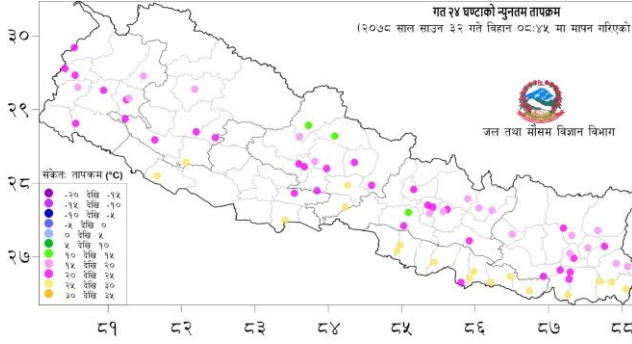 गत २४ घण्टाको न्युनतम तापक्रम
(२०७८ साल साउन ३२ गते बिहान ०८:४५ मा मापन गरिएको
जल तथा मौसम विज्ञान विभाग
३०
२९
२८
२७
संकेतः तापक्रम (°C)
-२० देखि -१५
-१५ देखि -१०
-१० देखि -५
-५ देखि ०
० देखि ५
५ देखि १०
१० देखि १५
१५ देखि २०
२० देखि २५
२५ देखि ३०
३० देखि ३५
८१ ८२ ८३ ८४ ८५ ८६ ८७ ८८